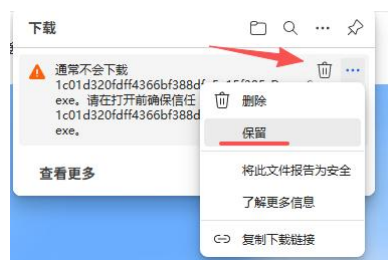 下载
通常不会下载
1c01d320fdff4366bf388df
exe。请在打开前确保信任
1c01d320fdff4366bf388d
exe。
删除
保留
将此文件报告为安全
了解更多信息
复制下载链接
查看更多